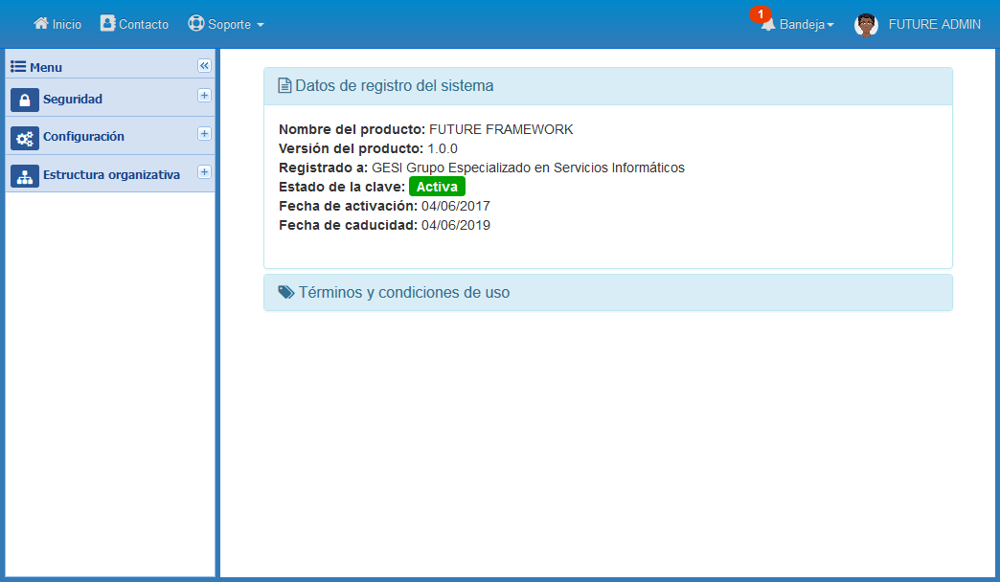 Inicio Contacto Soporte 1 Bandeja FUTURE ADMIN
Menu
Seguridad
Configuración
Estructura organizativa
Datos de registro del sistema
Nombre del producto: FUTURE FRAMEWORK
Versión del producto: 1.0.0
Registrado a: GESI Grupo Especializado en Servicios Informáticos
Estado de la clave: Activa
Fecha de activación: 04/06/2017
Fecha de caducidad: 04/06/2019
Términos y condiciones de uso